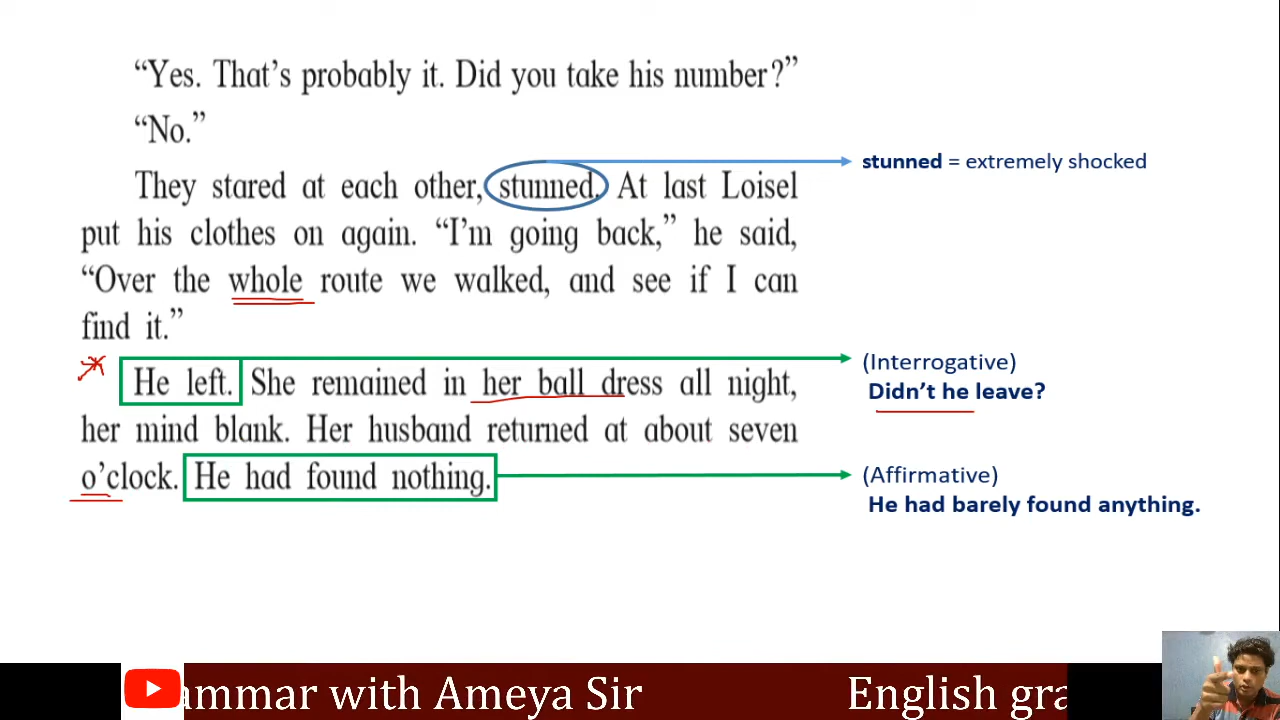 “Yes. That’s probably it. Did you take his number?”
“No.”
They stared at each other, stunned. At last Loisel
put his clothes on again. “I’m going back,” he said,
“Over the whole route we walked, and see if I can
find it.”
He left. She remained in her ball dress all night,
her mind blank. Her husband returned at about seven
o’clock. He had found nothing.
stunned = extremely shocked
(Interrogative)
Didn’t he leave?
(Affirmative)
He had barely found anything.
ammar with Ameya Sir English gra